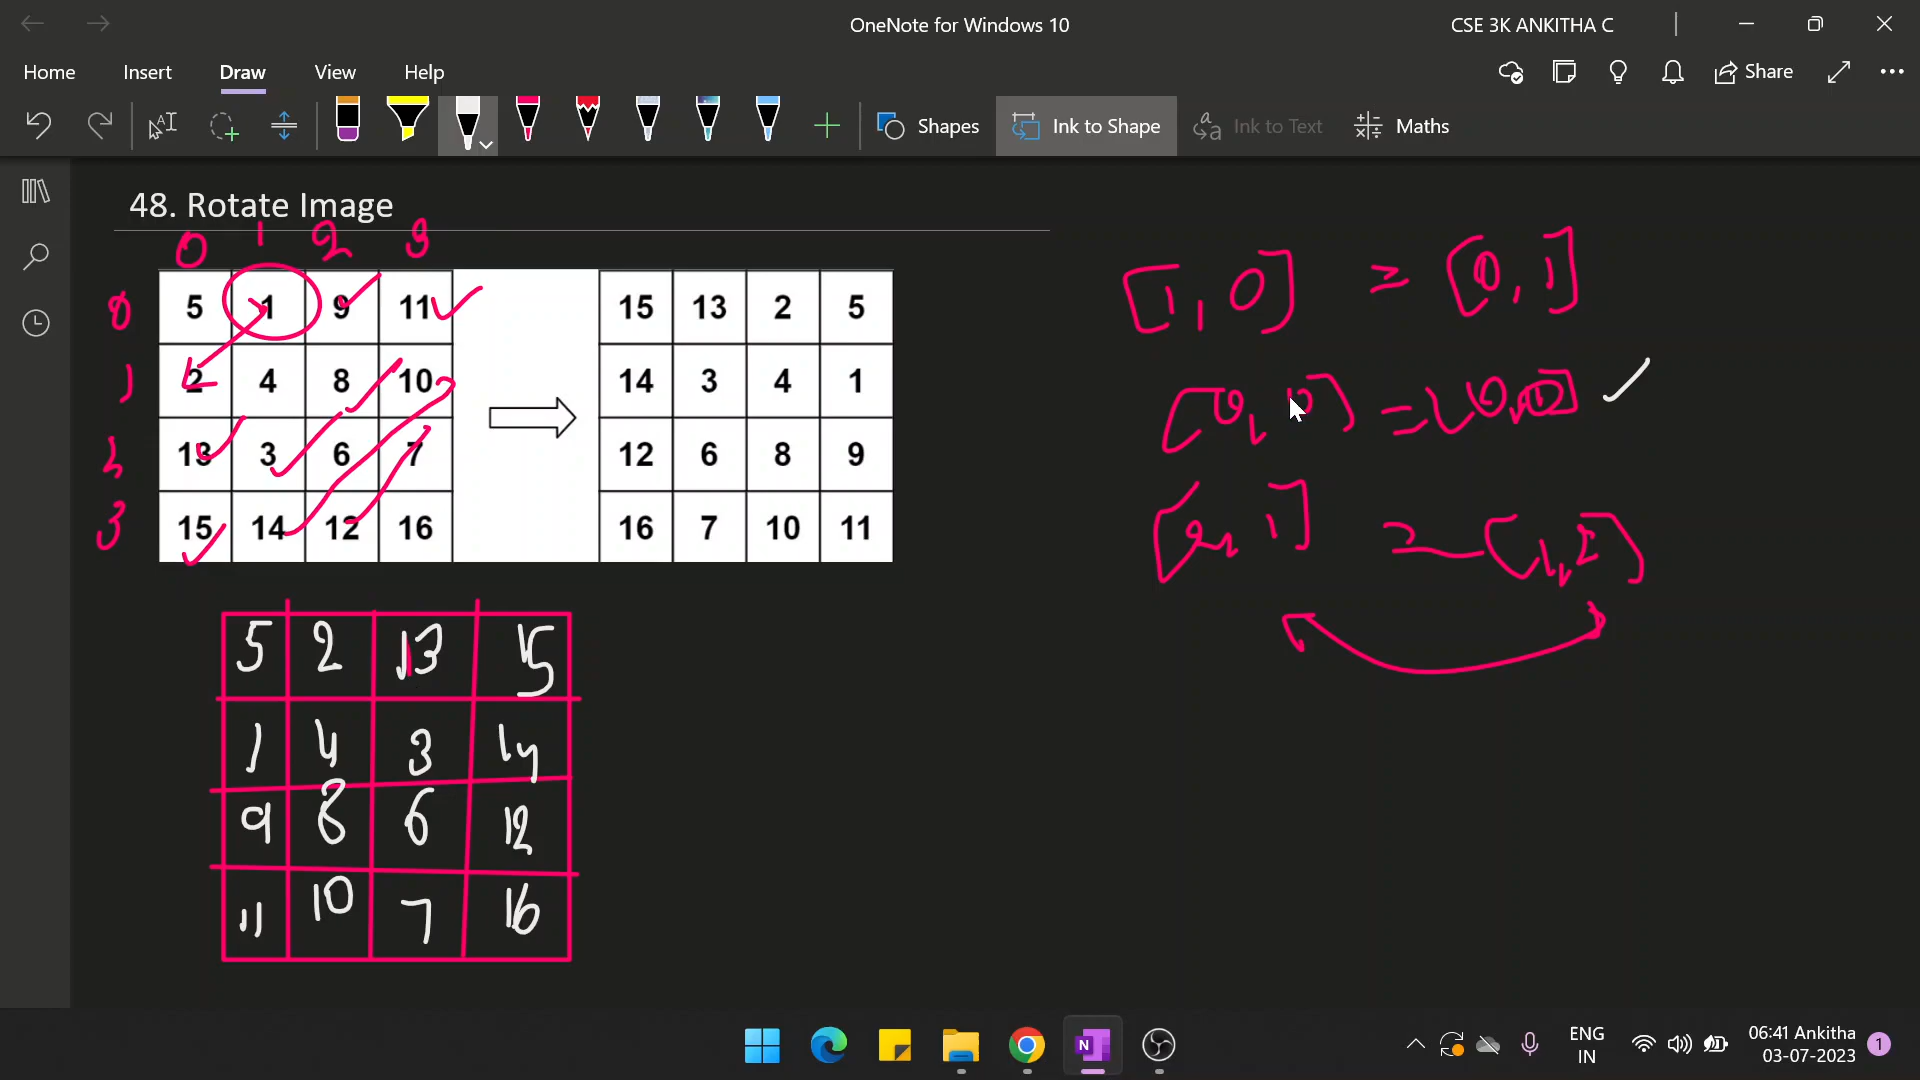 OneNote for Windows 10
CSE 3K ANKITHA C
Home Insert Draw View Help
Share
Shapes Ink to Shape Ink to Text Maths
48. Rotate Image
0 1 2 3
0 5 1 9 11
1 2 4 8 10
2 13 3 6 7
3 15 14 12 16
15 13 2 5
14 3 4 1
12 6 8 9
16 7 10 11
[1, 0] = [0, 1]
[0, 0] = [0, 0]
[2, 1] = [1, 2]
5 2 13 15
1 4 3 14
9 8 6 12
11 10 7 16
ENG
IN
06:41 Ankitha
03-07-2023
1